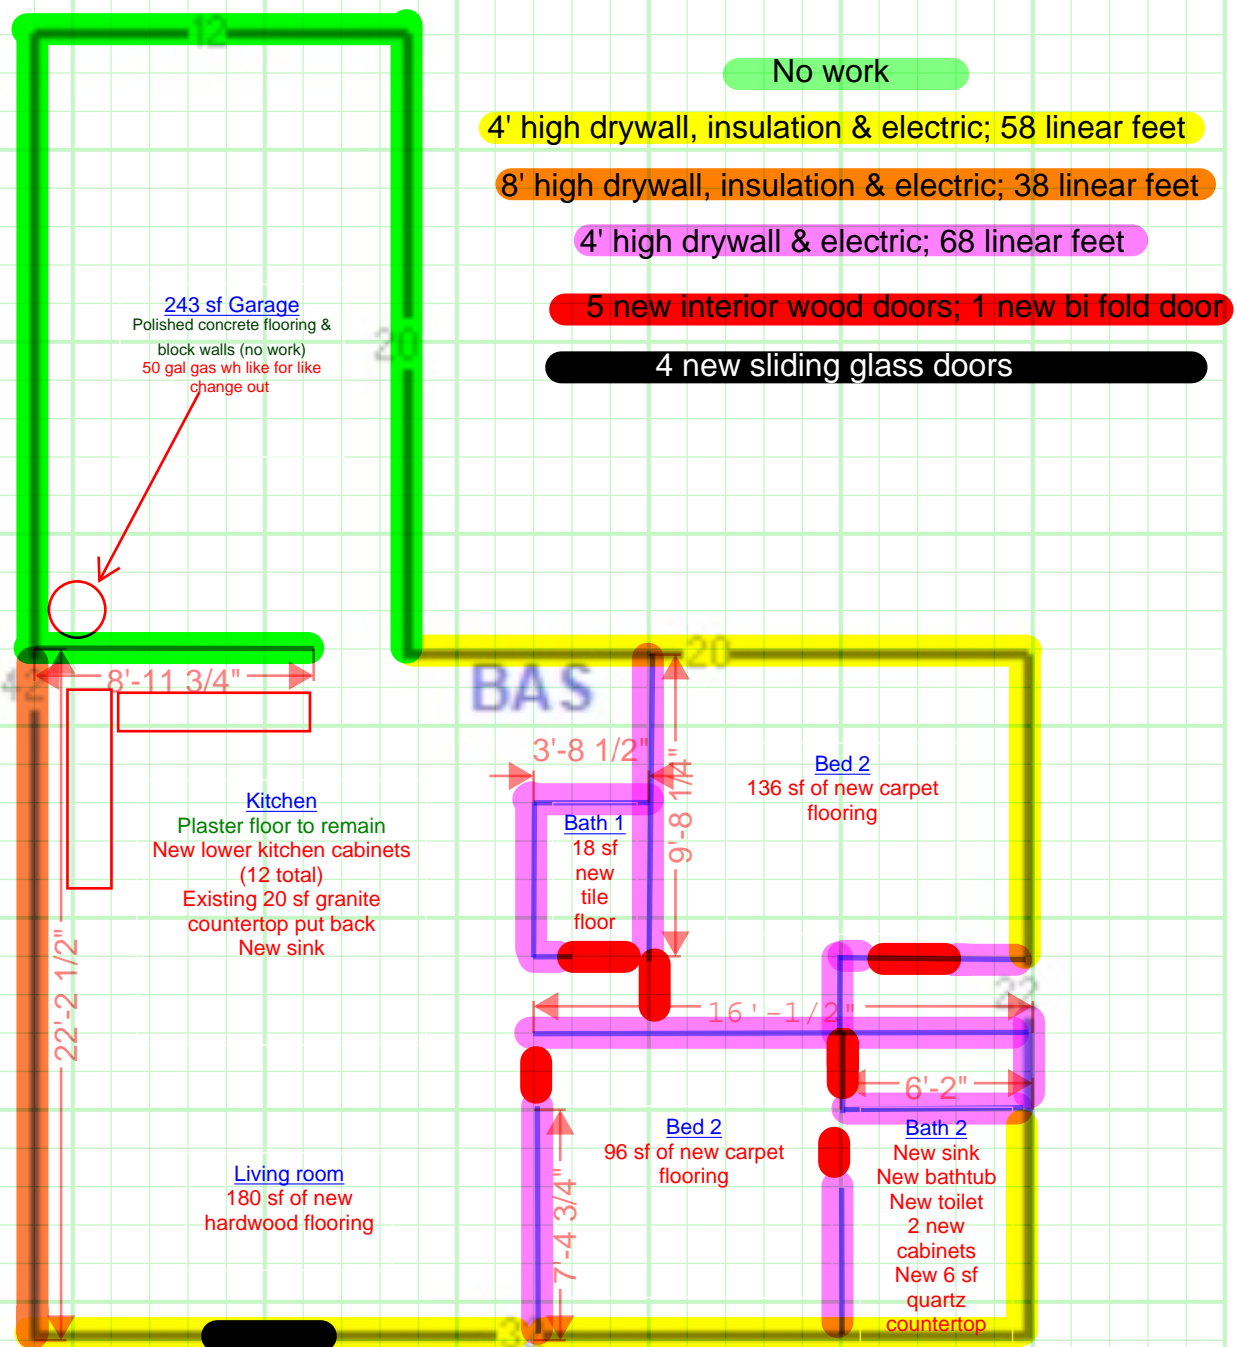 12
No work
4' high drywall, insulation & electric; 58 linear feet
8' high drywall, insulation & electric; 38 linear feet
4' high drywall & electric; 68 linear feet
5 new interior wood doors; 1 new bi fold door
4 new sliding glass doors
243 sf Garage
Polished concrete flooring &
block walls (no work)
50 gal gas wh like for like
change out
20
20
42
8'-11 3/4"
BAS
3'-8 1/2"
9'-8 1/4"
Bed 2
136 sf of new carpet
flooring
Kitchen
Plaster floor to remain
New lower kitchen cabinets
(12 total)
Existing 20 sf granite
countertop put back
New sink
Bath 1
18 sf
new
tile
floor
22'-2 1/2"
22
16'-1/2"
6'-2"
Living room
180 sf of new
hardwood flooring
7'-4 3/4"
Bed 2
96 sf of new carpet
flooring
Bath 2
New sink
New bathtub
New toilet
2 new
cabinets
New 6 sf
quartz
countertop